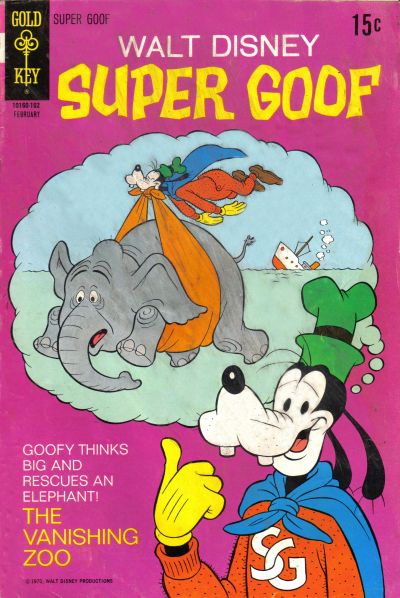 GOLD
KEY
®
10160-102
FEBRUARY
SUPER GOOF
15¢
WALT DISNEY
SUPER GOOF
GOOFY THINKS
BIG AND
RESCUES AN
ELEPHANT!
THE
VANISHING
ZOO
SG
© 1970, WALT DISNEY PRODUCTIONS